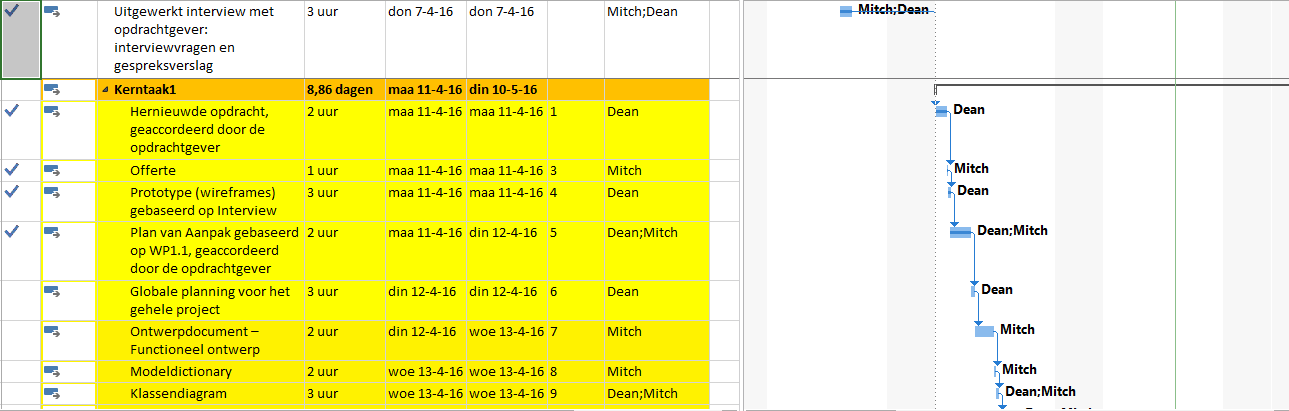 Uitgewerkt interview met opdrachtgever: interviewvragen en gespreksverslag 3 uur don 7-4-16 don 7-4-16 Mitch;Dean
Mitch;Dean
Kerntaak1 8,86 dagen maa 11-4-16 din 10-5-16
Hernieuwde opdracht, geaccordeerd door de opdrachtgever 2 uur maa 11-4-16 maa 11-4-16 1 Dean
Dean
Offerte 1 uur maa 11-4-16 maa 11-4-16 3 Mitch
Mitch
Prototype (wireframes) gebaseerd op Interview 3 uur maa 11-4-16 maa 11-4-16 4 Dean
Dean
Plan van Aanpak gebaseerd op WP1.1, geaccordeerd door de opdrachtgever 2 uur maa 11-4-16 din 12-4-16 5 Dean;Mitch
Dean;Mitch
Globale planning voor het gehele project 3 uur din 12-4-16 din 12-4-16 6 Dean
Dean
Ontwerpdocument – Functioneel ontwerp 2 uur din 12-4-16 woe 13-4-16 7 Mitch
Mitch
Modeldictionary 2 uur woe 13-4-16 woe 13-4-16 8 Mitch
Mitch
Klassendiagram 3 uur woe 13-4-16 woe 13-4-16 9 Dean;Mitch
Dean;Mitch